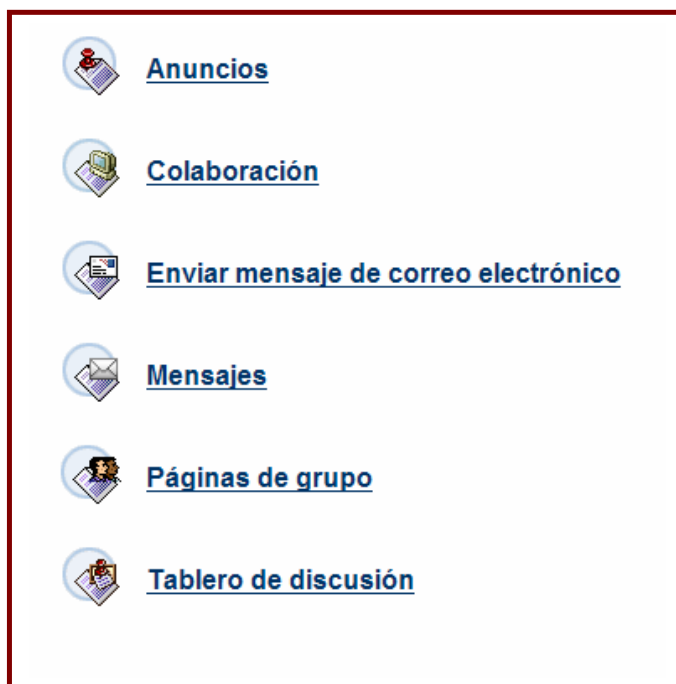 Anuncios
Colaboración
Enviar mensaje de correo electrónico
Mensajes
Páginas de grupo
Tablero de discusión